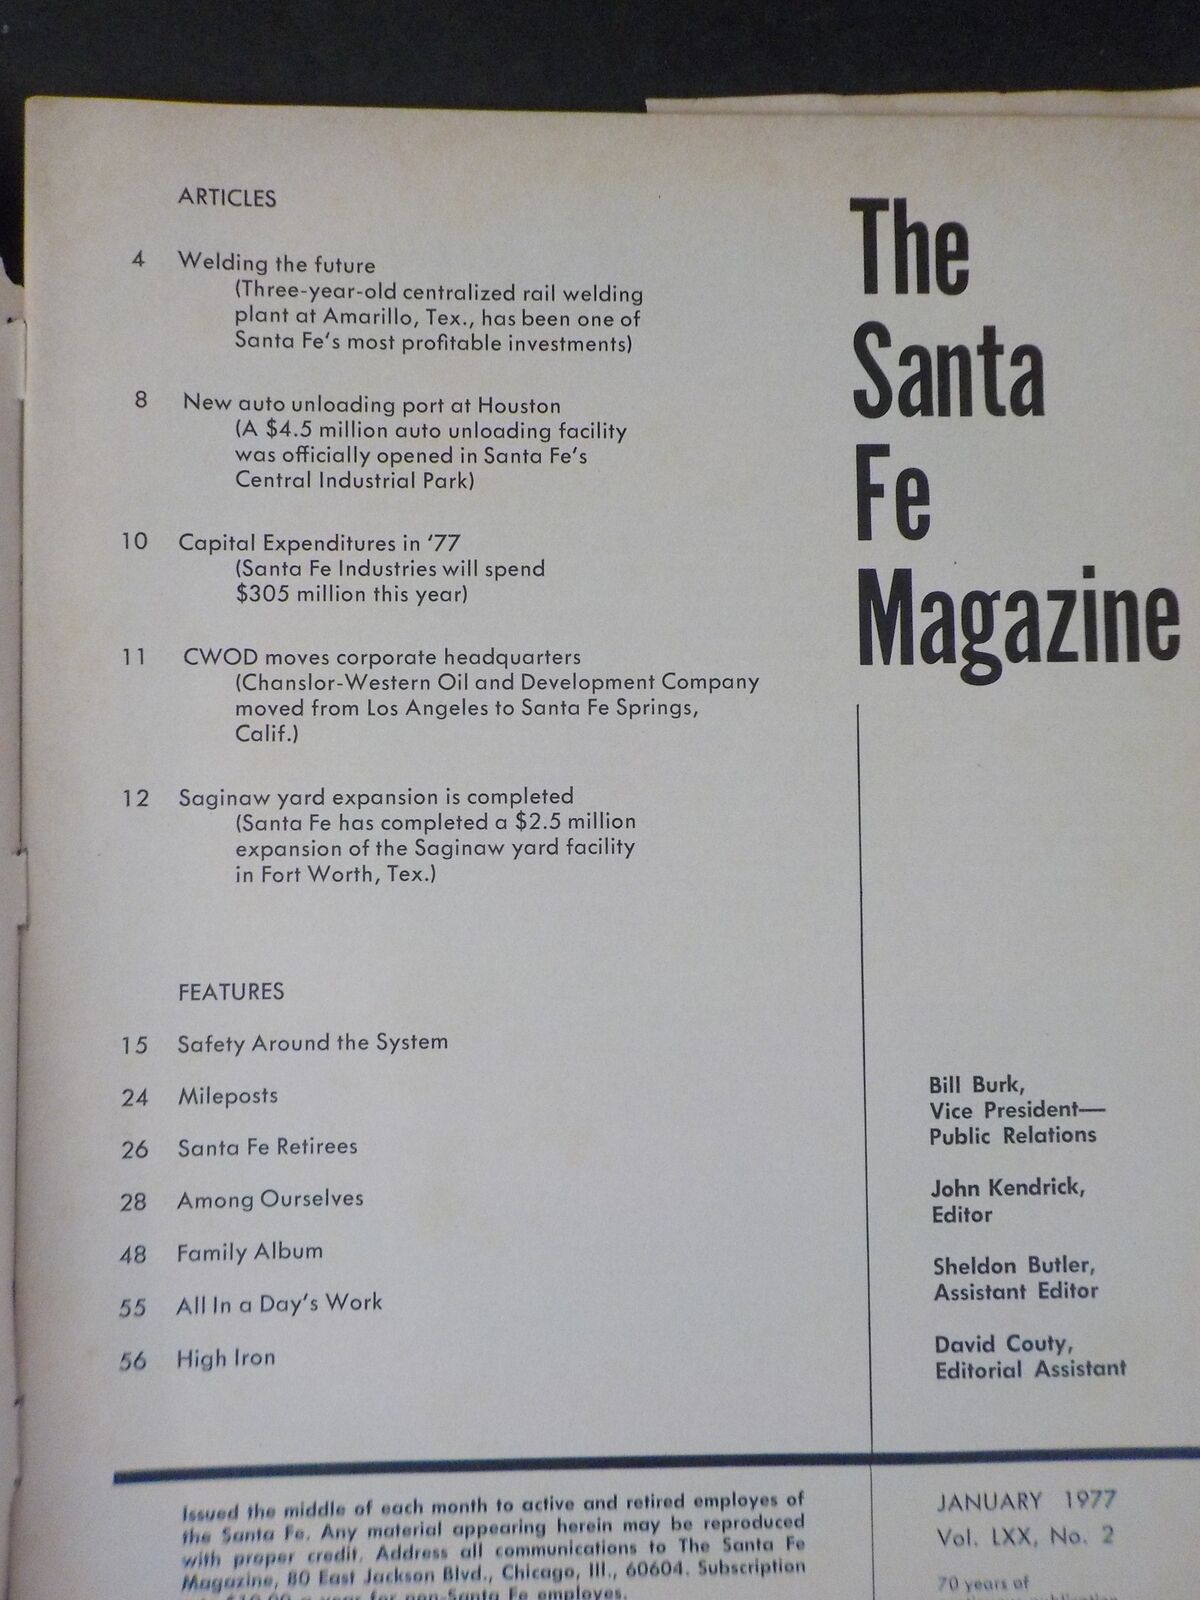 ARTICLES
4 Welding the future
(Three-year-old centralized rail welding
plant at Amarillo, Tex., has been one of
Santa Fe's most profitable investments)
8 New auto unloading port at Houston
(A $4.5 million auto unloading facility
was officially opened in Santa Fe's
Central Industrial Park)
10 Capital Expenditures in '77
(Santa Fe Industries will spend
$305 million this year)
11 CWOD moves corporate headquarters
(Chanslor-Western Oil and Development Company
moved from Los Angeles to Santa Fe Springs,
Calif.)
12 Saginaw yard expansion is completed
(Santa Fe has completed a $2.5 million
expansion of the Saginaw yard facility
in Fort Worth, Tex.)
FEATURES
15 Safety Around the System
24 Mileposts
26 Santa Fe Retirees
28 Among Ourselves
48 Family Album
55 All In a Day's Work
56 High Iron
Issued the middle of each month to active and retired employes of
the Santa Fe. Any material appearing herein may be reproduced
with proper credit. Address all communications to The Santa Fe
Magazine, 80 East Jackson Blvd., Chicago, Ill., 60604. Subscription
a year for non-Santa Fe employes.
The
Santa
Fe
Magazine
Bill Burk,
Vice President—
Public Relations
John Kendrick,
Editor
Sheldon Butler,
Assistant Editor
David Couty,
Editorial Assistant
JANUARY 1977
Vol. LXX, No. 2
70 years of